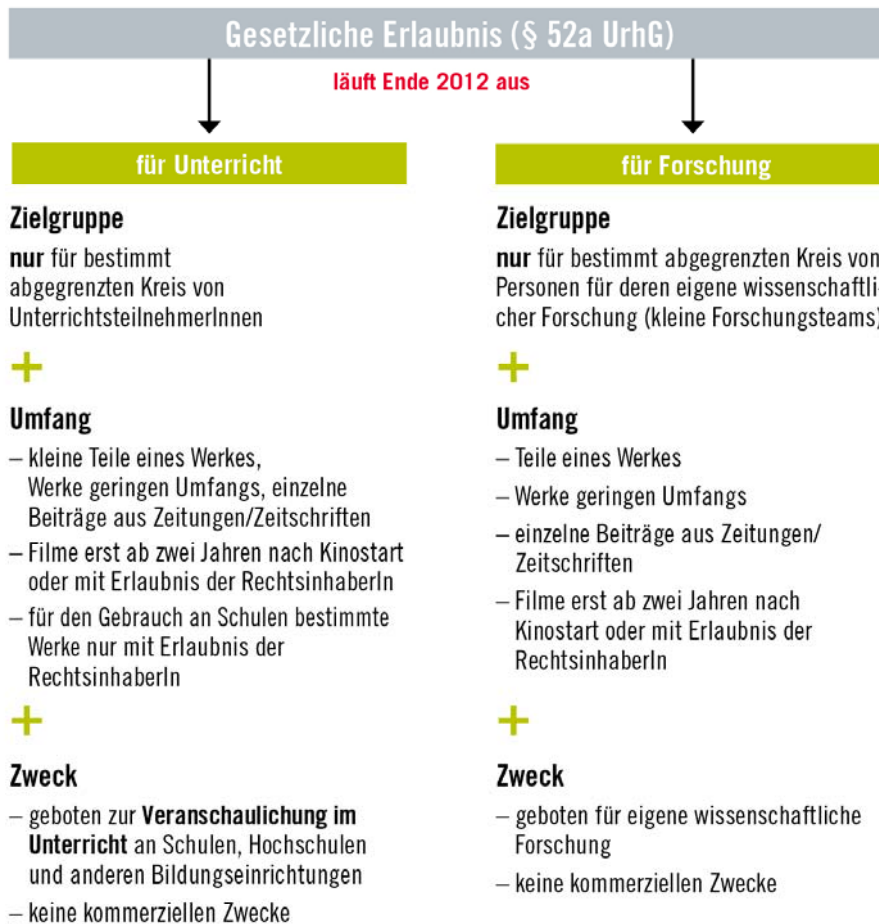 Gesetzliche Erlaubnis (§ 52a UrhG)
läuft Ende 2012 aus
für Unterricht
Zielgruppe
nur für bestimmt
abgegrenzten Kreis von
UnterrichtsteilnehmerInnen
+
Umfang
– kleine Teile eines Werkes,
Werke geringen Umfangs, einzelne
Beiträge aus Zeitungen/Zeitschriften
– Filme erst ab zwei Jahren nach Kinostart
oder mit Erlaubnis der RechtsinhaberIn
– für den Gebrauch an Schulen bestimmte
Werke nur mit Erlaubnis der
RechtsinhaberIn
+
Zweck
– geboten zur Veranschaulichung im
Unterricht an Schulen, Hochschulen
und anderen Bildungseinrichtungen
– keine kommerziellen Zwecke
für Forschung
Zielgruppe
nur für bestimmt abgegrenzten Kreis von
Personen für deren eigene wissenschaftli-
cher Forschung (kleine Forschungsteams)
+
Umfang
– Teile eines Werkes
– Werke geringen Umfangs
– einzelne Beiträge aus Zeitungen/
Zeitschriften
– Filme erst ab zwei Jahren nach
Kinostart oder mit Erlaubnis der
RechtsinhaberIn
+
Zweck
– geboten für eigene wissenschaftliche
Forschung
– keine kommerziellen Zwecke